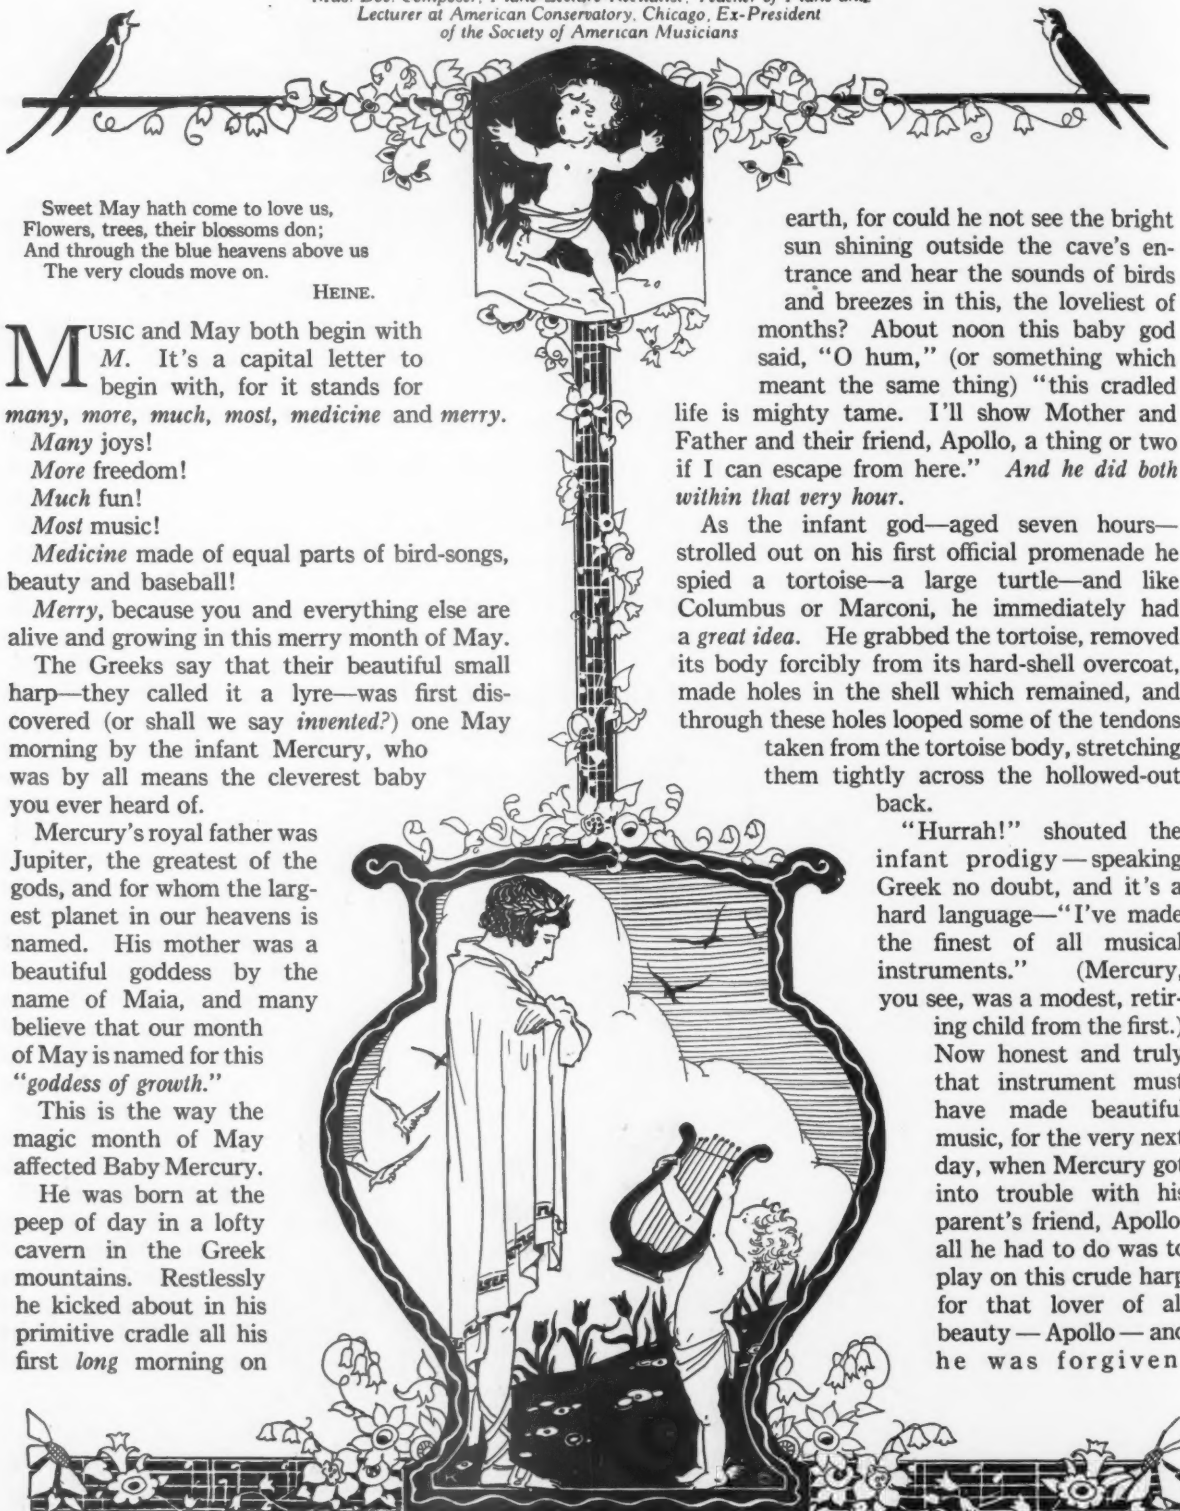 Lecturer at American Conservatory, Chicago, Ex-President
of the Society of American Musicians
Sweet May hath come to love us,
Flowers, trees, their blossoms don;
And through the blue heavens above us
The very clouds move on.
HEINE.
MUSIC and May both begin with
M. It's a capital letter to
begin with, for it stands for
many, more, much, most, medicine and merry.
Many joys!
More freedom!
Much fun!
Most music!
Medicine made of equal parts of bird-songs,
beauty and baseball!
Merry, because you and everything else are
alive and growing in this merry month of May.
The Greeks say that their beautiful small
harp—they called it a lyre—was first dis-
covered (or shall we say invented?) one May
morning by the infant Mercury, who
was by all means the cleverest baby
you ever heard of.
Mercury's royal father was
Jupiter, the greatest of the
gods, and for whom the larg-
est planet in our heavens is
named. His mother was a
beautiful goddess by the
name of Maia, and many
believe that our month
of May is named for this
"goddess of growth."
This is the way the
magic month of May
affected Baby Mercury.
He was born at the
peep of day in a lofty
cavern in the Greek
mountains. Restlessly
he kicked about in his
primitive cradle all his
first long morning on
earth, for could he not see the bright
sun shining outside the cave's en-
trance and hear the sounds of birds
and breezes in this, the loveliest of
months? About noon this baby god
said, "O hum," (or something which
meant the same thing) "this cradled
life is mighty tame. I'll show Mother and
Father and their friend, Apollo, a thing or two
if I can escape from here." And he did both
within that very hour.
As the infant god—aged seven hours—
strolled out on his first official promenade he
spied a tortoise—a large turtle—and like
Columbus or Marconi, he immediately had
a great idea. He grabbed the tortoise, removed
its body forcibly from its hard-shell overcoat,
made holes in the shell which remained, and
through these holes looped some of the tendons
taken from the tortoise body, stretching
them tightly across the hollowed-out
back.
"Hurrah!" shouted the
infant prodigy—speaking
Greek no doubt, and it's a
hard language—"I've made
the finest of all musical
instruments." (Mercury,
you see, was a modest, retir-
ing child from the first.)
Now honest and truly
that instrument must
have made beautiful
music, for the very next
day, when Mercury got
into trouble with his
parent's friend, Apollo
all he had to do was to
play on this crude harp
for that lover of al
beauty—Apollo—and
he was forgiven